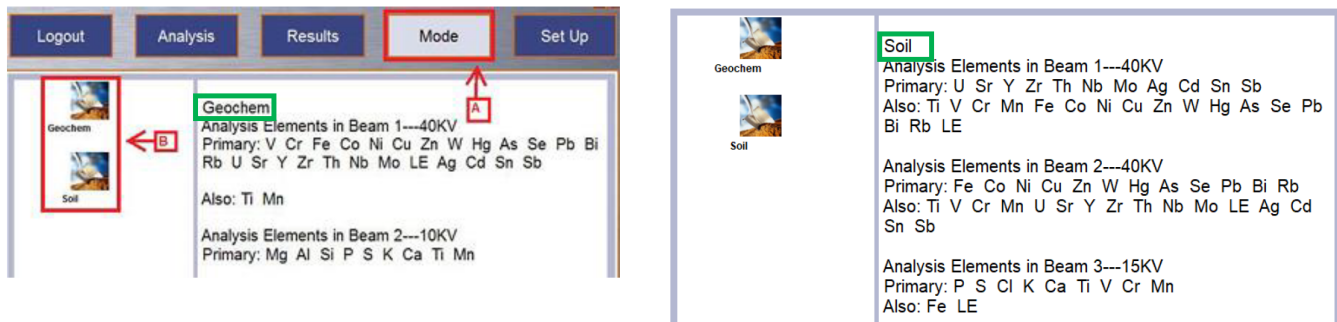 Logout Analysis Results Mode Set Up
A
B
Geochem
Soil
Geochem
Analysis Elements in Beam 1---40KV
Primary: V Cr Fe Co Ni Cu Zn W Hg As Se Pb Bi
Rb U Sr Y Zr Th Nb Mo LE Ag Cd Sn Sb
Also: Ti Mn
Analysis Elements in Beam 2---10KV
Primary: Mg Al Si P S K Ca Ti Mn
Geochem
Soil
Soil
Analysis Elements in Beam 1---40KV
Primary: U Sr Y Zr Th Nb Mo Ag Cd Sn Sb
Also: Ti V Cr Mn Fe Co Ni Cu Zn W Hg As Se Pb
Bi Rb LE
Analysis Elements in Beam 2---40KV
Primary: Fe Co Ni Cu Zn W Hg As Se Pb Bi Rb
Also: Ti V Cr Mn U Sr Y Zr Th Nb Mo LE Ag Cd
Sn Sb
Analysis Elements in Beam 3---15KV
Primary: P S Cl K Ca Ti V Cr Mn
Also: Fe LE